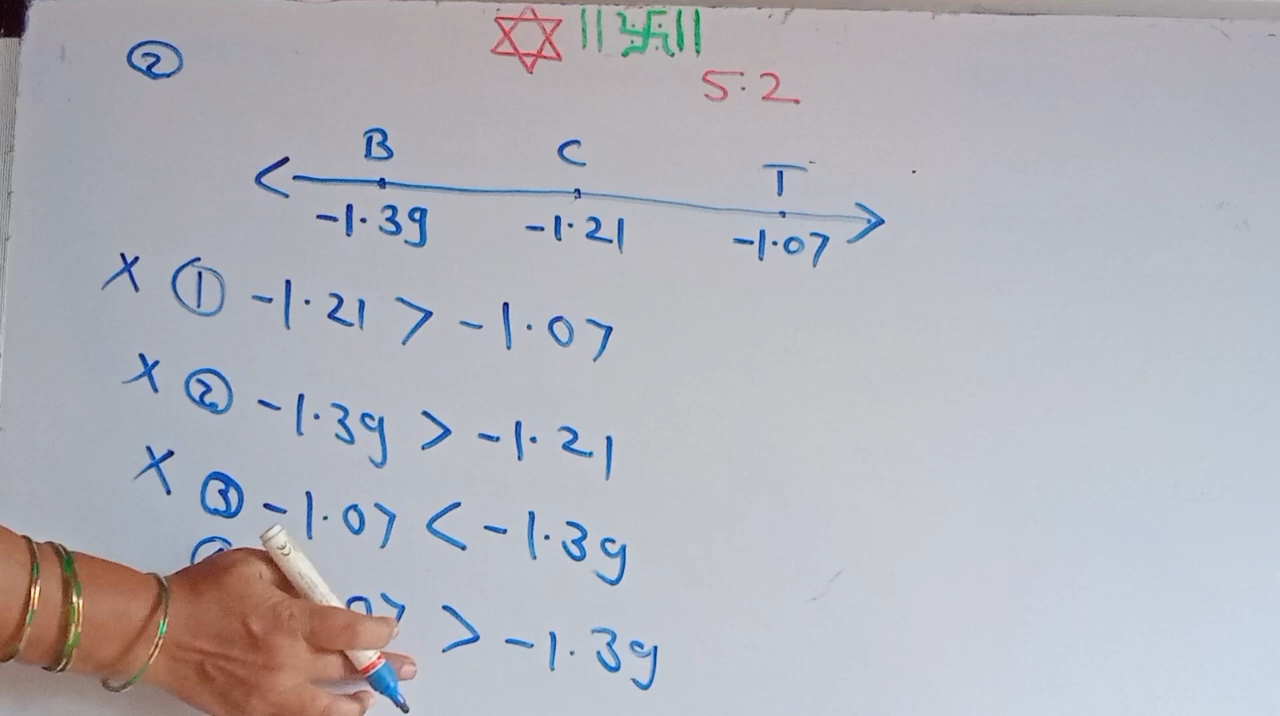 ②
5.2
B C T
-1.39 -1.21 -1.07
X ① -1.21 > -1.07
X ② -1.39 > -1.21
X ③ -1.07 < -1.39
07 > -1.39